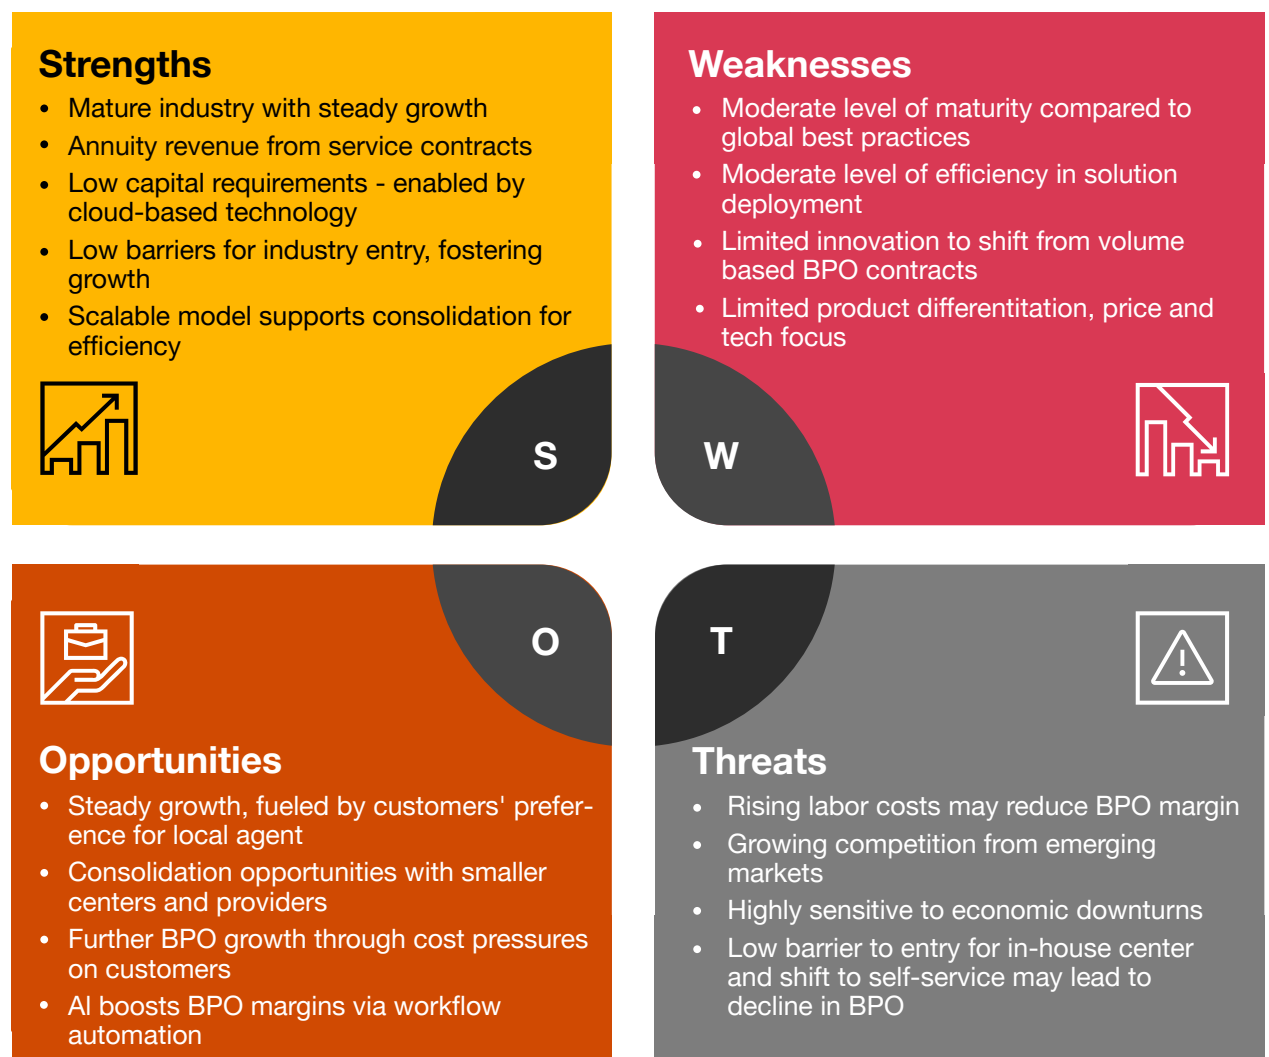 Strengths
• Mature industry with steady growth
• Annuity revenue from service contracts
• Low capital requirements - enabled by
cloud-based technology
• Low barriers for industry entry, fostering
growth
• Scalable model supports consolidation for
efficiency
S
Weaknesses
• Moderate level of maturity compared to
global best practices
• Moderate level of efficiency in solution
deployment
• Limited innovation to shift from volume
based BPO contracts
• Limited product differentitation, price and
tech focus
W
O
Opportunities
• Steady growth, fueled by customers' prefer-
ence for local agent
• Consolidation opportunities with smaller
centers and providers
• Further BPO growth through cost pressures
on customers
• AI boosts BPO margins via workflow
automation
T
Threats
• Rising labor costs may reduce BPO margin
• Growing competition from emerging
markets
• Highly sensitive to economic downturns
• Low barrier to entry for in-house center
and shift to self-service may lead to
decline in BPO